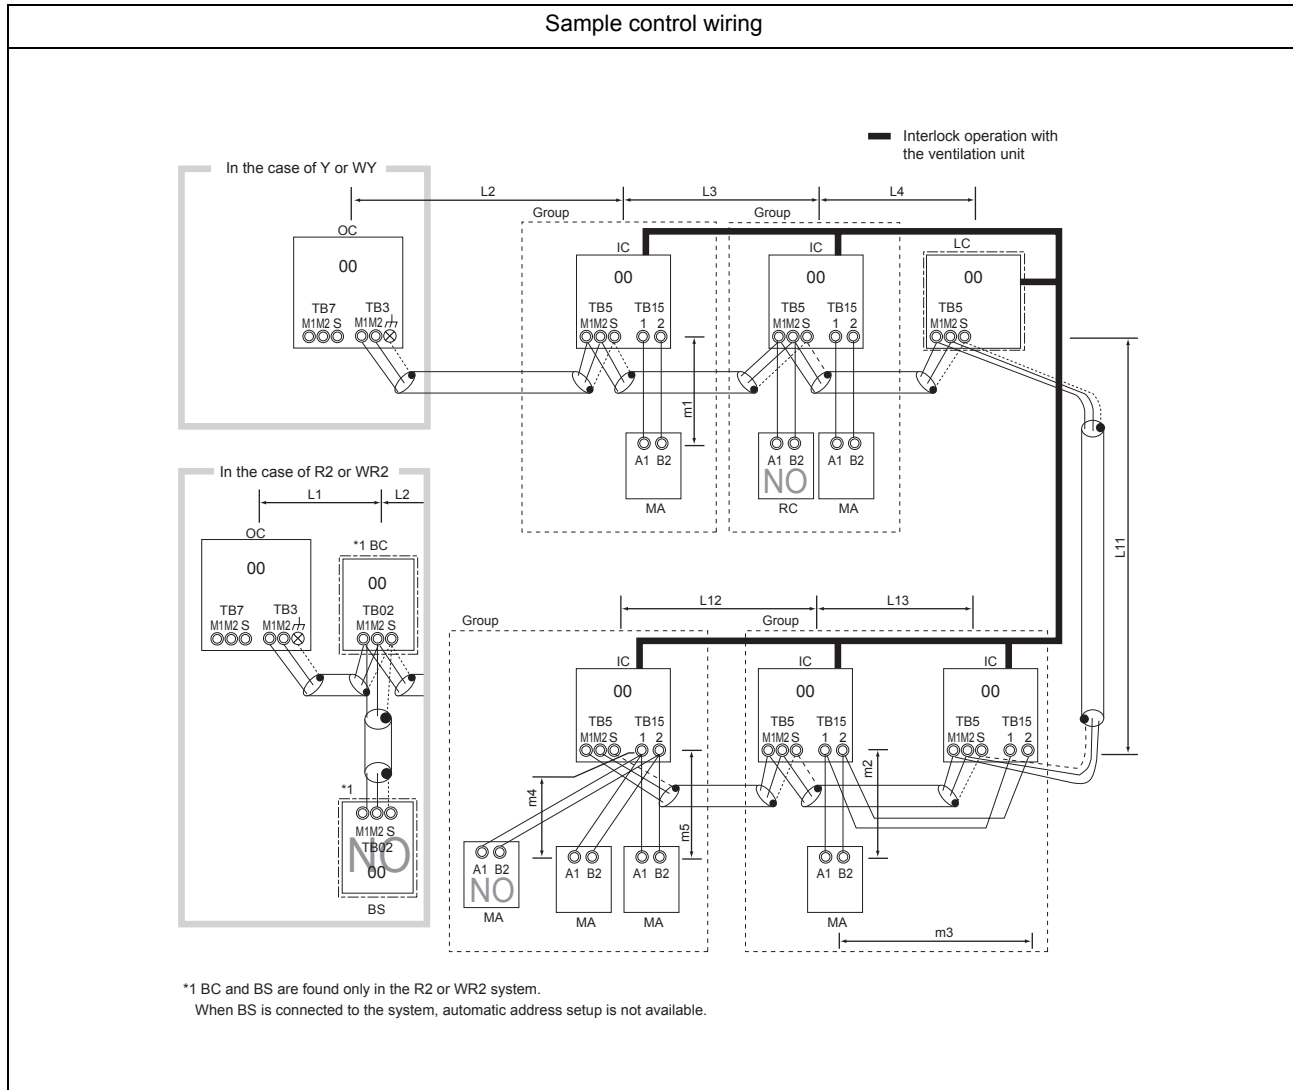 Sample control wiring
Interlock operation with
the ventilation unit
In the case of Y or WY
L2
L3
L4
Group
Group
OC
IC
IC
LC
00
00
00
00
TB7
TB3
TB5
TB15
TB5
TB15
TB5
M1M2 S
M1M2
M1M2 S
1
2
M1M2 S
1
2
M1M2 S
m1
A1 B2
A1 B2
A1 B2
NO
MA
RC
MA
L11
In the case of R2 or WR2
L1
L2
OC
*1 BC
00
00
TB7
TB3
TB02
M1M2 S
M1M2
M1M2 S
*1
M1M2 S
TB02
NO
00
BS
L12
L13
Group
Group
IC
IC
IC
00
00
00
TB5
TB15
TB5
TB15
TB5
TB15
M1M2 S
1
2
M1M2 S
1
2
M1M2 S
1
2
m4
m5
m2
A1 B2
NO
A1 B2
A1 B2
A1 B2
MA
MA
MA
MA
m3
*1 BC and BS are found only in the R2 or WR2 system.
When BS is connected to the system, automatic address setup is not available.